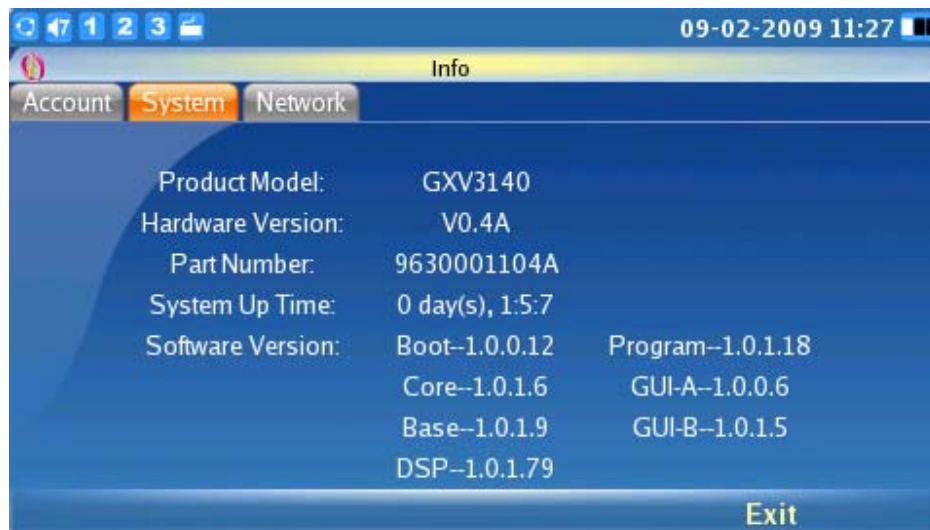 7 1 2 3 09-02-2009 11:27
Info
Account System Network
Product Model: GXV3140
Hardware Version: V0.4A
Part Number: 9630001104A
System Up Time: 0 day(s), 1:5:7
Software Version: Boot--1.0.0.12 Program--1.0.1.18
Core--1.0.1.6 GUI-A--1.0.0.6
Base--1.0.1.9 GUI-B--1.0.1.5
DSP--1.0.1.79
Exit